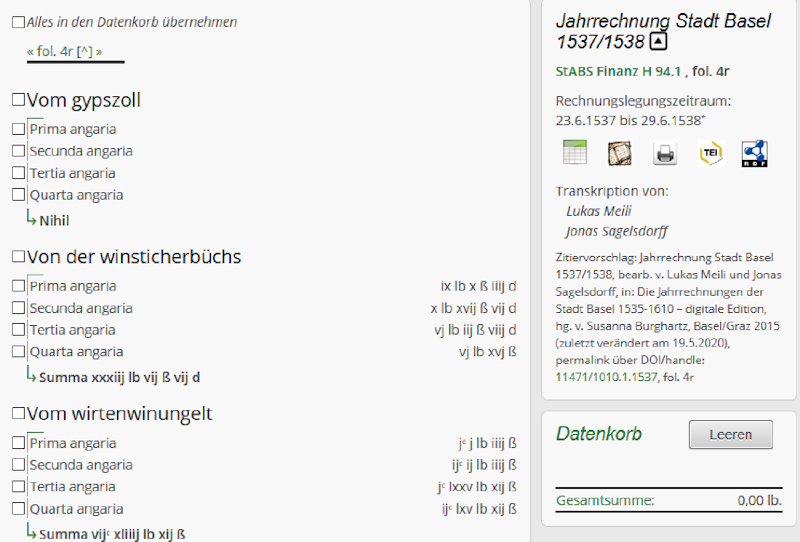 Alles in den Datenkorb übernehmen
« fol. 4r [^] »
Vom gypszoll
Prima angaria
Secunda angaria
Tertia angaria
Quarta angaria
Nihil
Von der winsticherbüchs
Prima angaria ix lb x ß iiij d
Secunda angaria x lb xvij ß vij d
Tertia angaria vj lb iij ß viij d
Quarta angaria vj lb xvj ß
Summa xxxiij lb vij ß vij d
Vom wirtenwinungelt
Prima angaria jᶜ j lb iiij ß
Secunda angaria ijᶜ ij lb iiij ß
Tertia angaria jᶜ lxxv lb xij ß
Quarta angaria ijᶜ lxv lb xij ß
Summa vijᶜ xliiij lb xij ß
Jahrrechnung Stadt Basel
1537/1538
StABS Finanz H 94.1 , fol. 4r
Rechnungslegungszeitraum:
23.6.1537 bis 29.6.1538"
TEI
RDF
Transkription von:
Lukas Meili
Jonas Sagelsdorff
Zitiervorschlag: Jahrrechnung Stadt Basel
1537/1538, bearb. v. Lukas Meili und Jonas
Sagelsdorff, in: Die Jahrrechnungen der
Stadt Basel 1535-1610 – digitale Edition,
hg. v. Susanna Burghartz, Basel/Graz 2015
(zuletzt verändert am 19.5.2020),
permalink über DOI/handle:
11471/1010.1.1537, fol. 4r
Datenkorb
Leeren
Gesamtsumme: 0,00 lb.